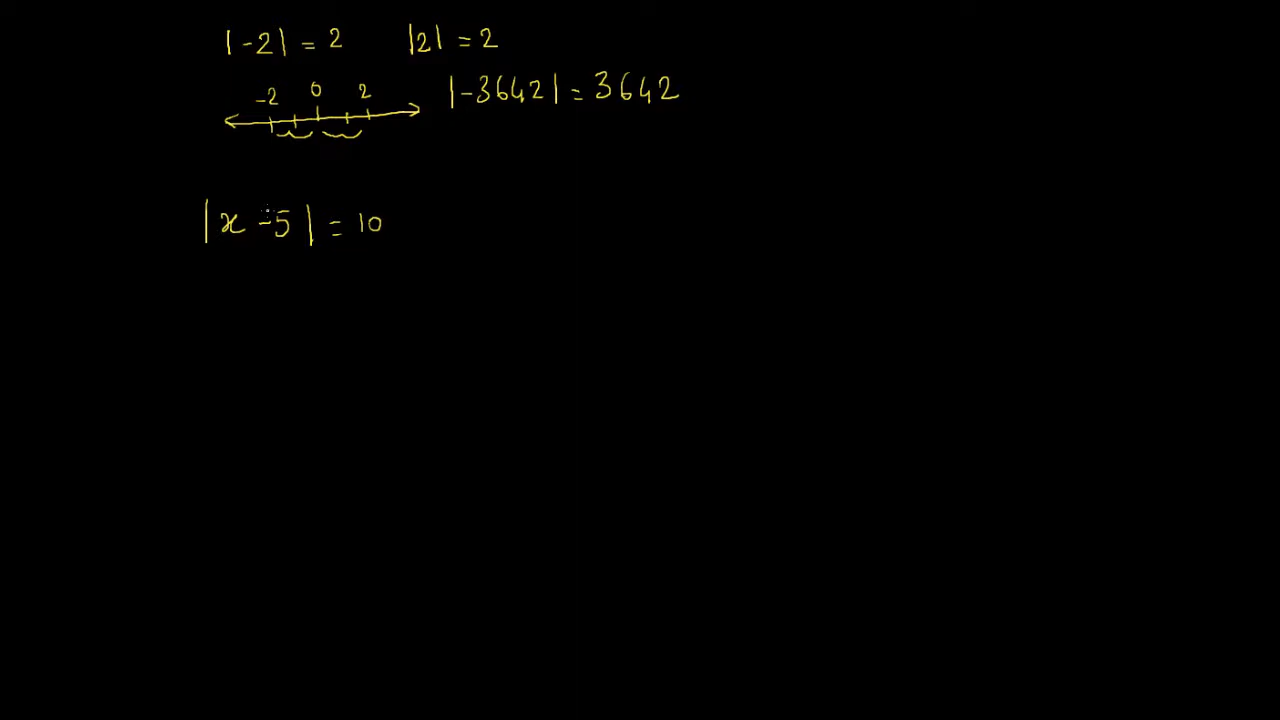 |-2| = 2 |2| = 2
-2 0 2 |-3642| = 3642
|x -5| = 10